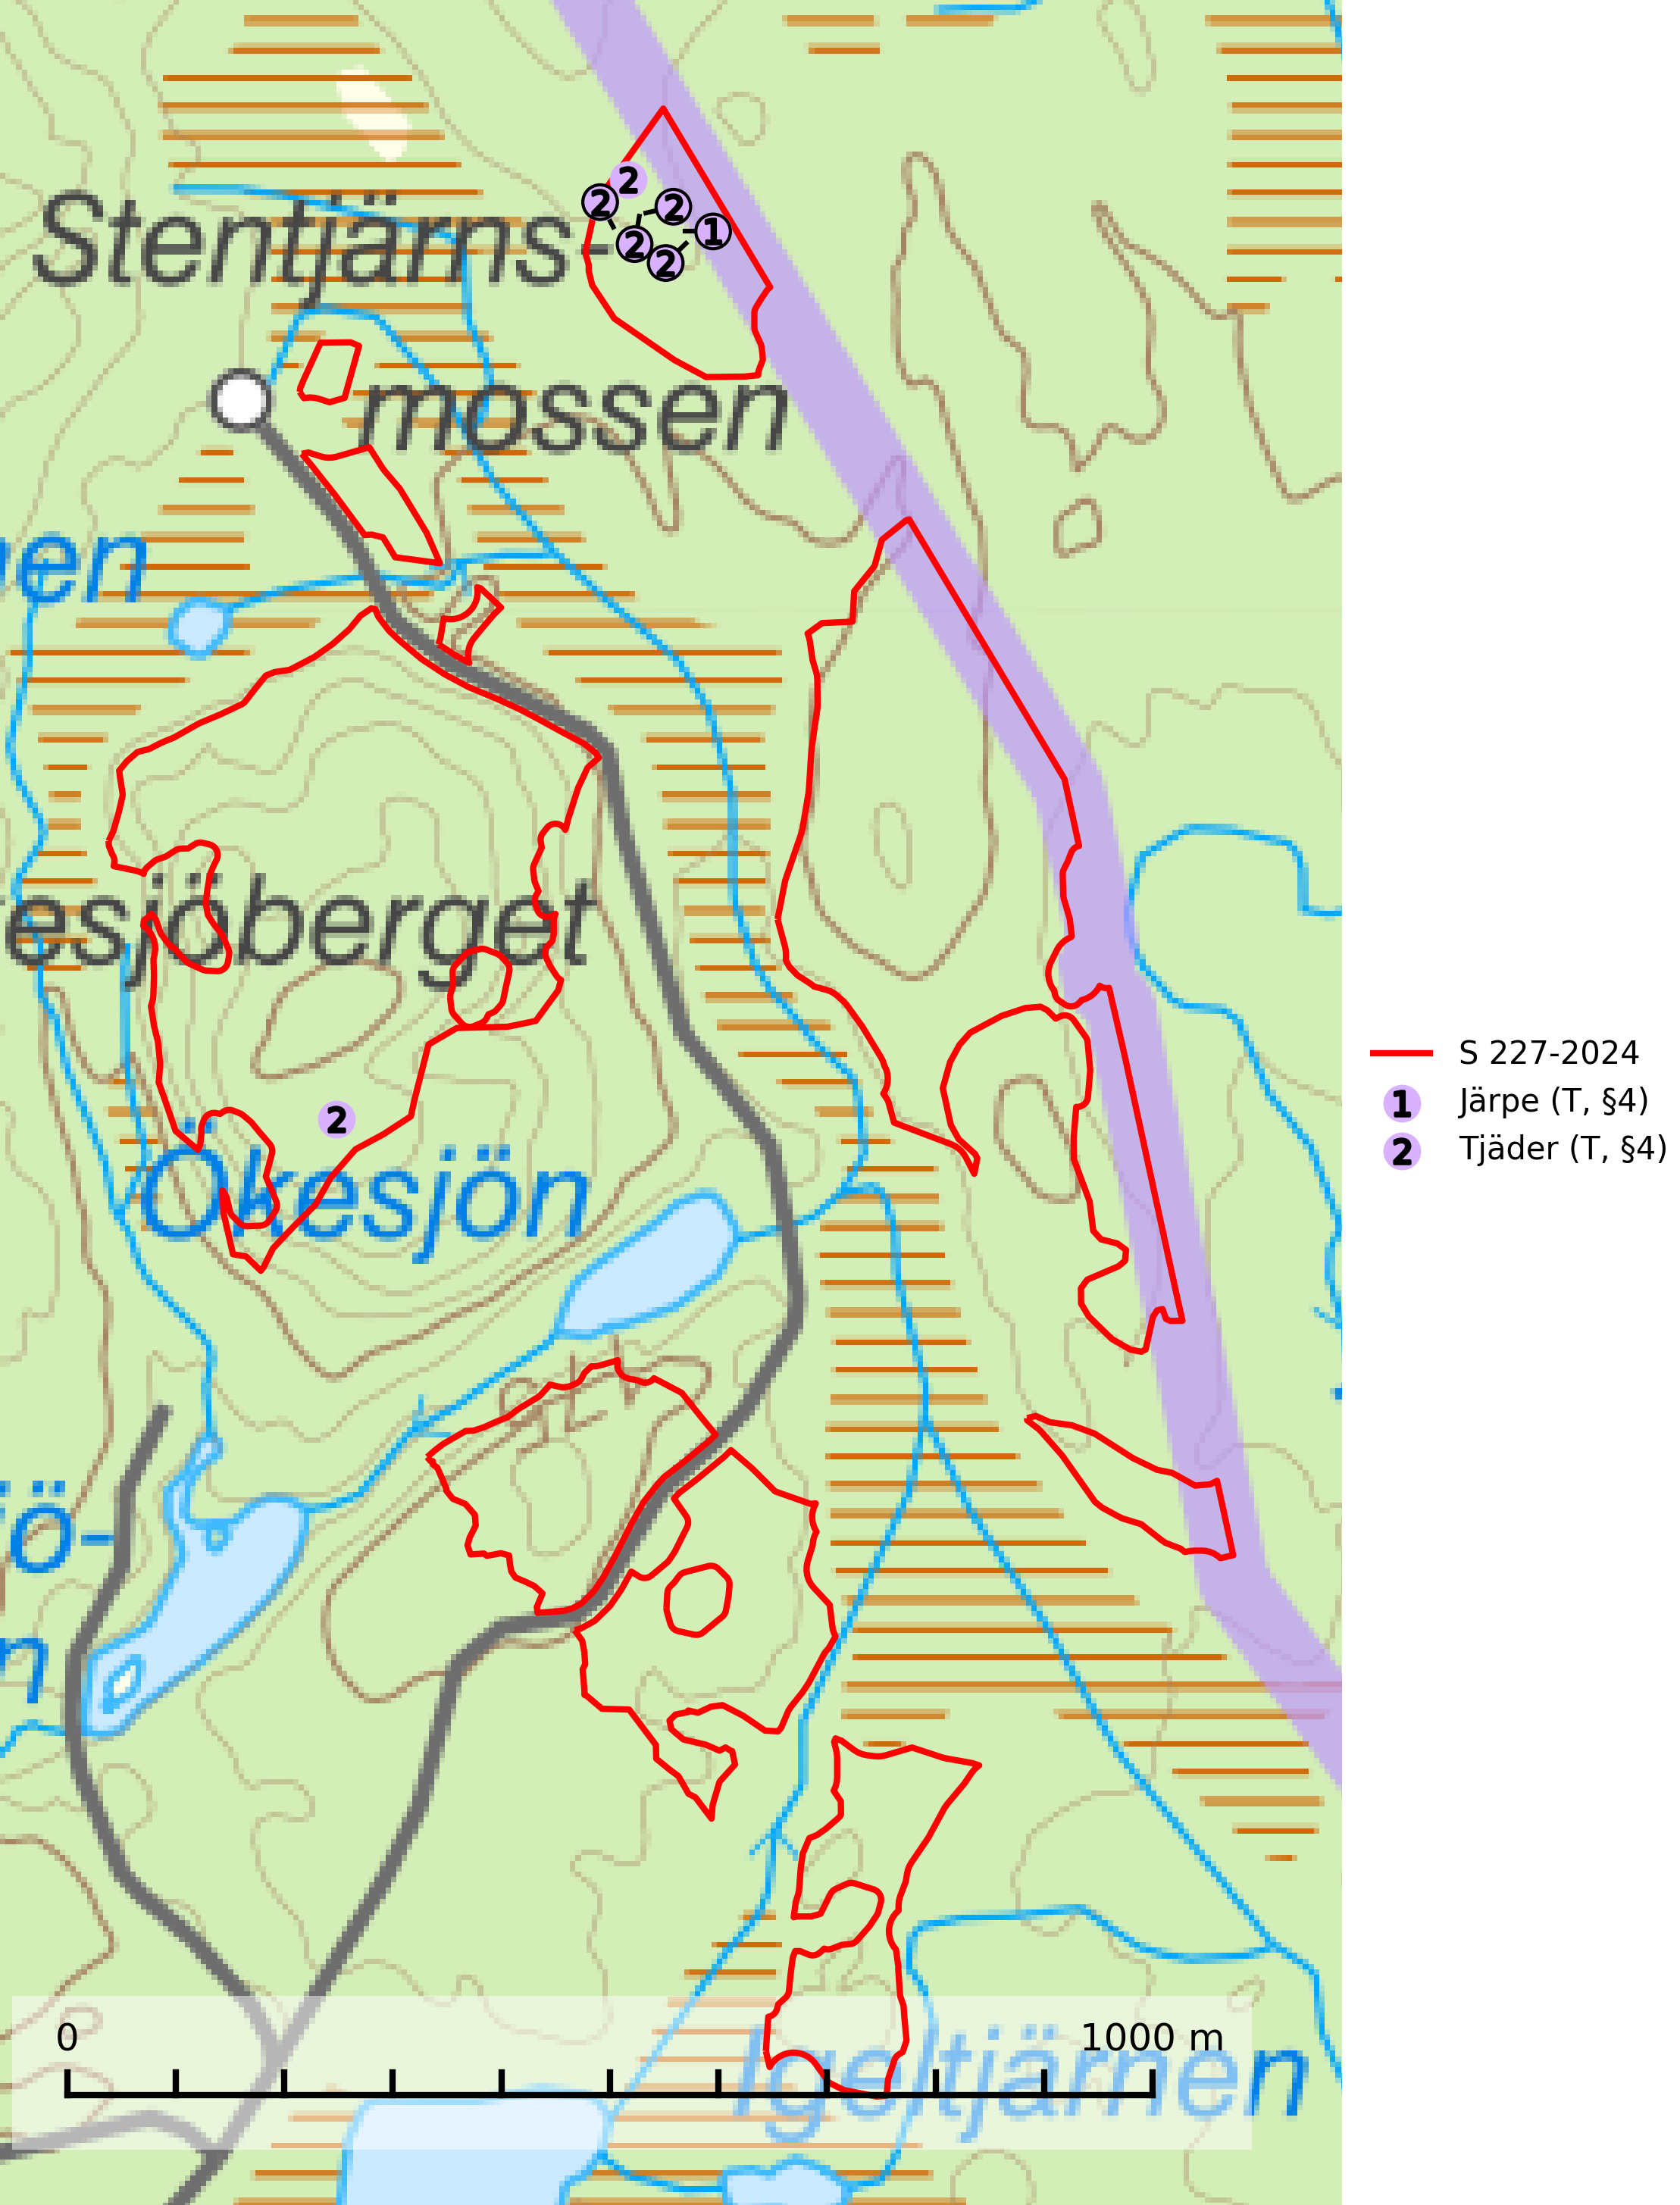 2
2
2
1
2
2
Stentjärns-
mossen
en
esjöberget
2
Ökesjön
ö-
n
0
1000 m
Igeltjärnen
S 227-2024
1 Järpe (T, §4)
2 Tjäder (T, §4)